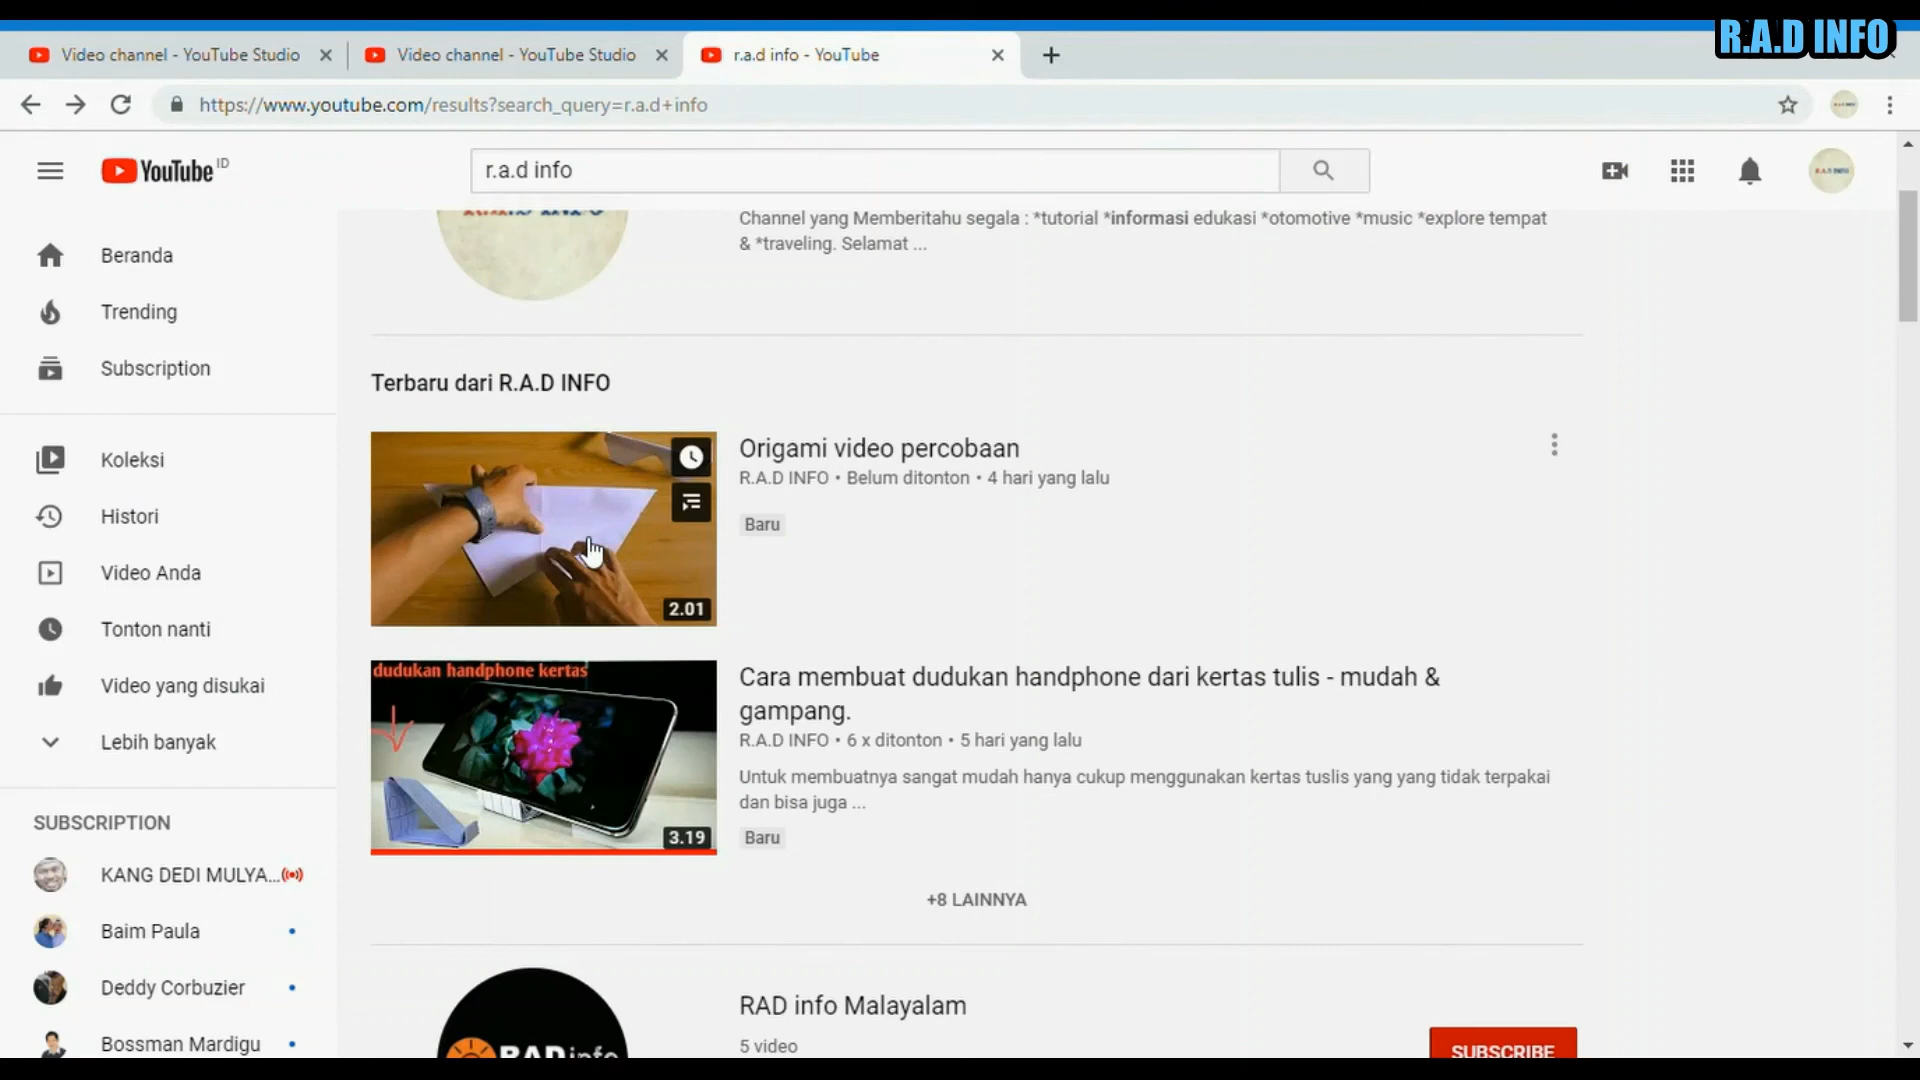 R.A.D INFO
Video channel - YouTube Studio
Video channel - YouTube Studio
r.a.d info - YouTube
https://www.youtube.com/results?search_query=r.a.d+info
YouTube ID
r.a.d info
Channel yang Memberitahu segala : *tutorial *informasi edukasi *otomotive *music *explore tempat
& *traveling. Selamat ...
Beranda
Trending
Subscription
Koleksi
Histori
Video Anda
Tonton nanti
Video yang disukai
Lebih banyak
SUBSCRIPTION
KANG DEDI MULYA...
Baim Paula
Deddy Corbuzier
Bossman Mardigu
Terbaru dari R.A.D INFO
2.01
Origami video percobaan
R.A.D INFO • Belum ditonton • 4 hari yang lalu
Baru
dudukan handphone kertas
3.19
Cara membuat dudukan handphone dari kertas tulis - mudah &
gampang.
R.A.D INFO • 6 x ditonton • 5 hari yang lalu
Untuk membuatnya sangat mudah hanya cukup menggunakan kertas tuslis yang yang tidak terpakai
dan bisa juga ...
Baru
+8 LAINNYA
RAD info
RAD info Malayalam
5 video
SUBSCRIBE